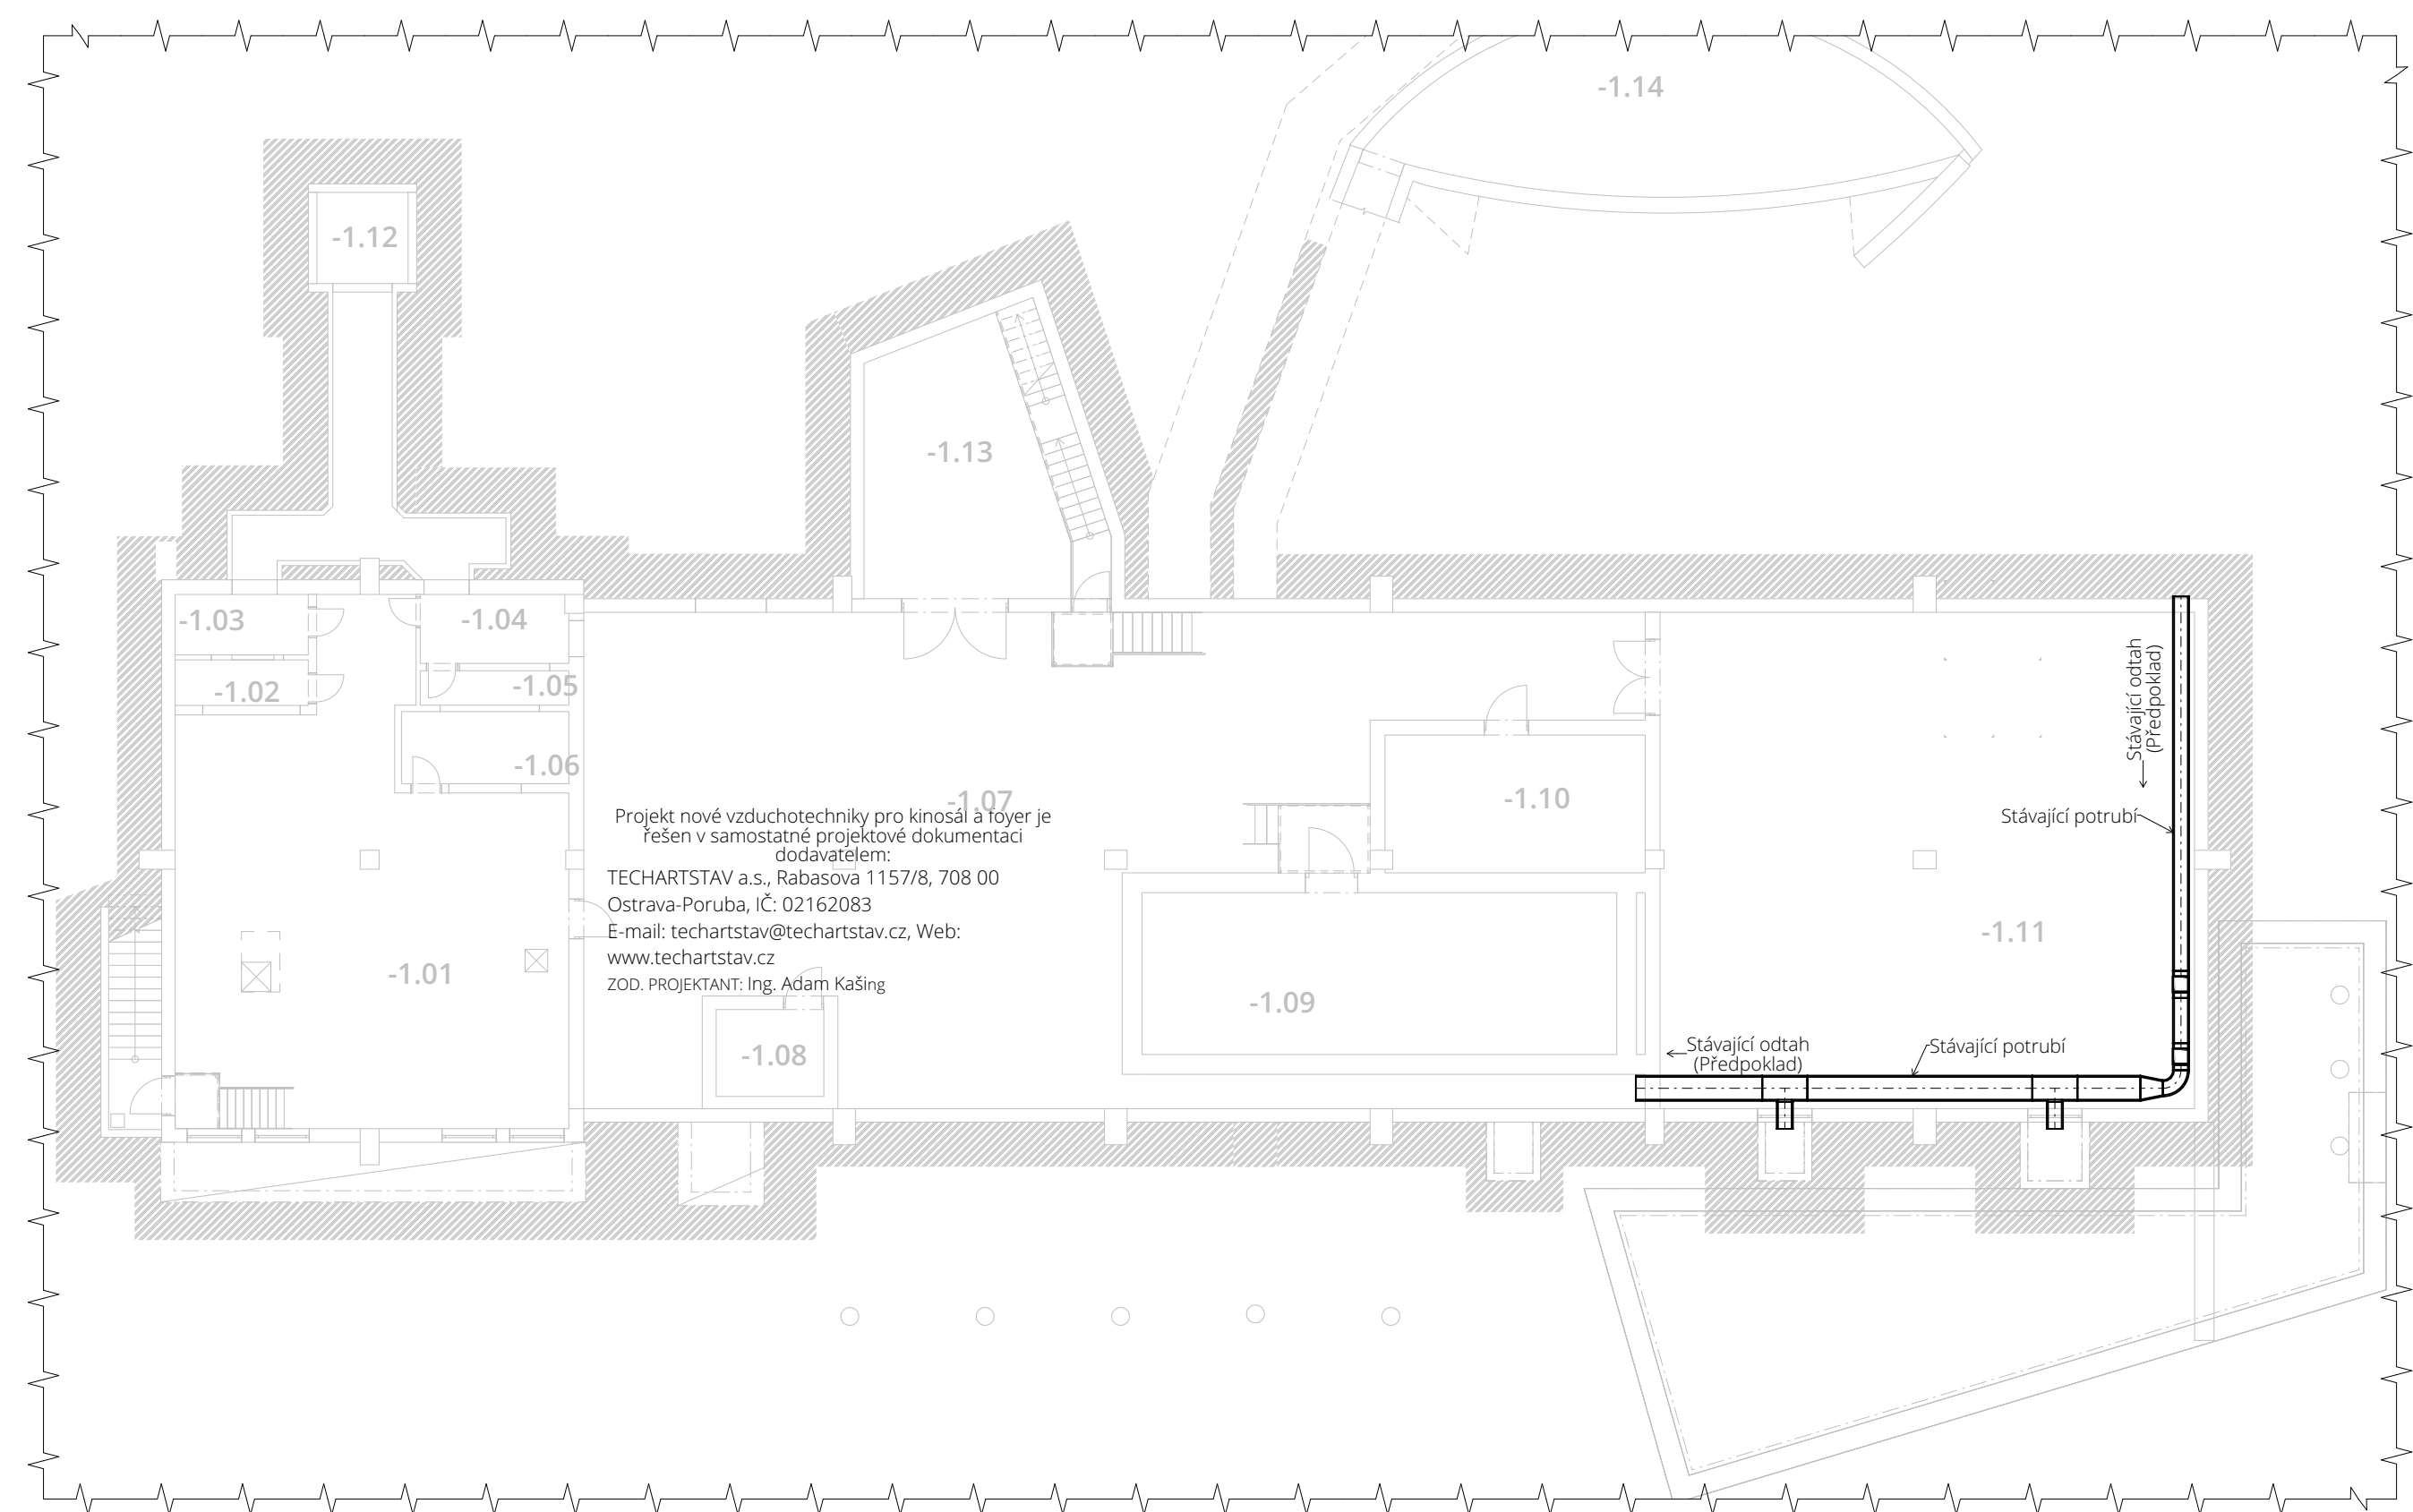 -1.14
-1.12
-1.13
-1.03
-1.04
-1.02
-1.05
-1.06
-1.07
-1.10
Stávající odtah
(Předpoklad)
Stávající potrubí
Projekt nové vzduchotechniky pro kinosál a foyer je
řešen v samostatné projektové dokumentaci
dodavatelem:
TECHARTSTAV a.s., Rabasova 1157/8, 708 00
Ostrava-Poruba, IČ: 02162083
E-mail: techartstav@techartstav.cz, Web:
www.techartstav.cz
ZOD. PROJEKTANT: Ing. Adam Kašing
-1.11
-1.01
-1.09
-1.08
Stávající odtah
(Předpoklad)
Stávající potrubí